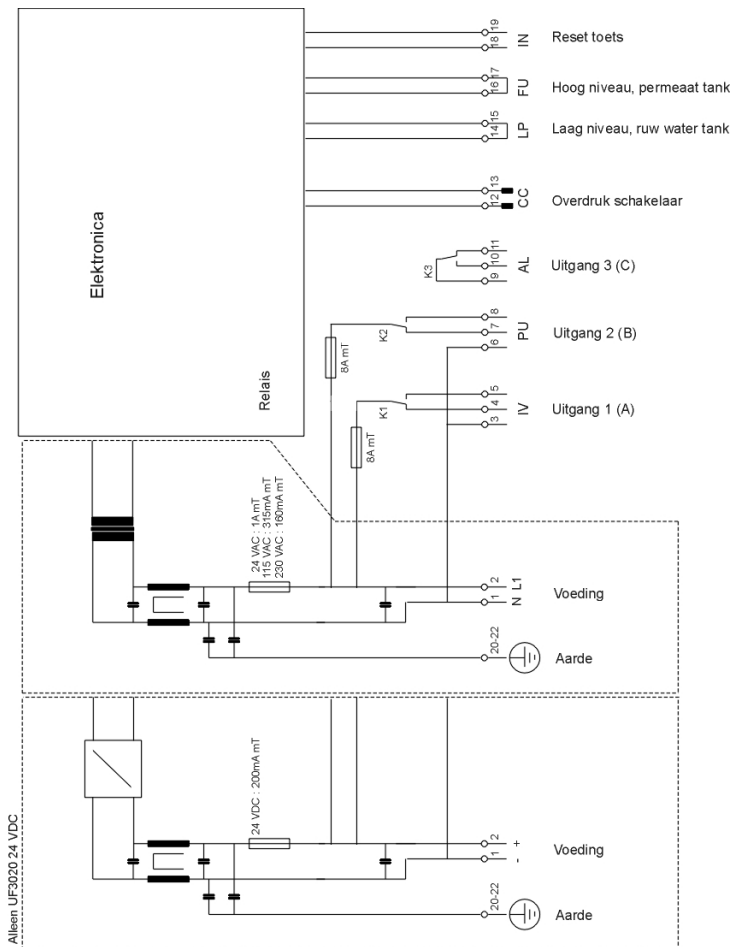 Elektronica
Relais
19
18
IN
Reset toets
17
16
FU
Hoog niveau, permeaat tank
15
14
LP
Laag niveau, ruw water tank
13
12
CC
Overdruk schakelaar
11
10
9
AL
K3
Uitgang 3 (C)
8
7
6
PU
K2
8A mT
Uitgang 2 (B)
5
4
3
IV
K1
8A mT
Uitgang 1 (A)
24 VAC : 1A mT
115 VAC : 315mA mT
230 VAC : 160mA mT
2
1
L1
N
Voeding
20-22
Aarde
Alleen UF3020 24 VDC
24 VDC : 200mA mT
2
1
+
-
Voeding
20-22
Aarde